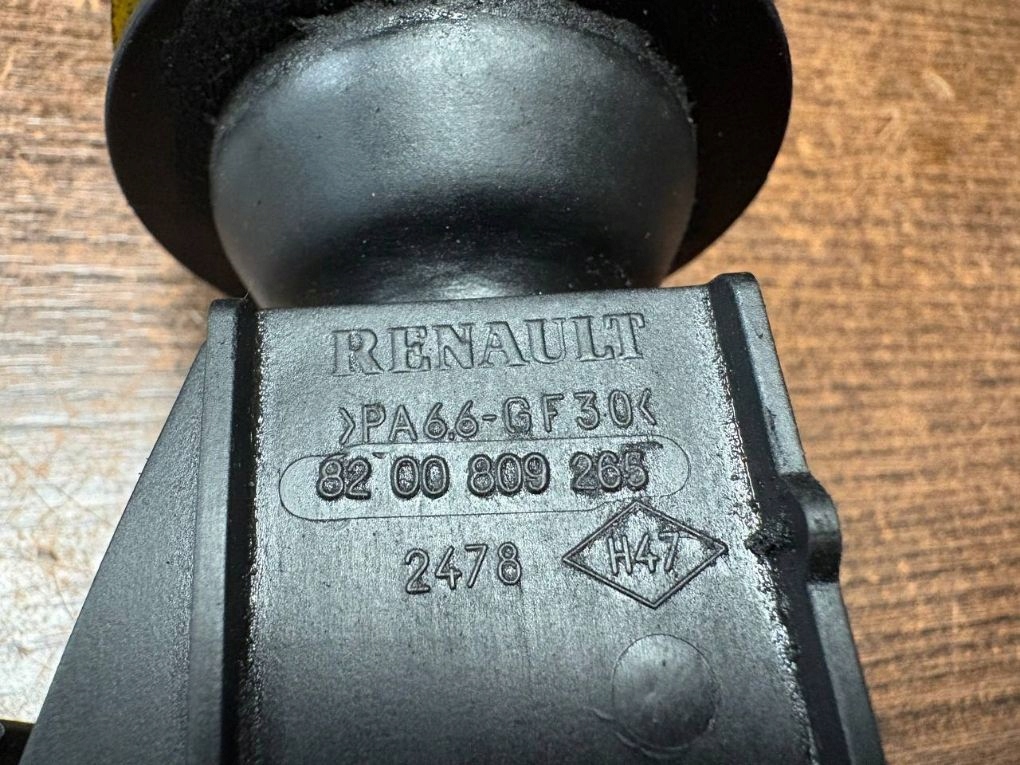 RENAULT
>PA6.6-GF30<
82 00 809 265
2478
H47